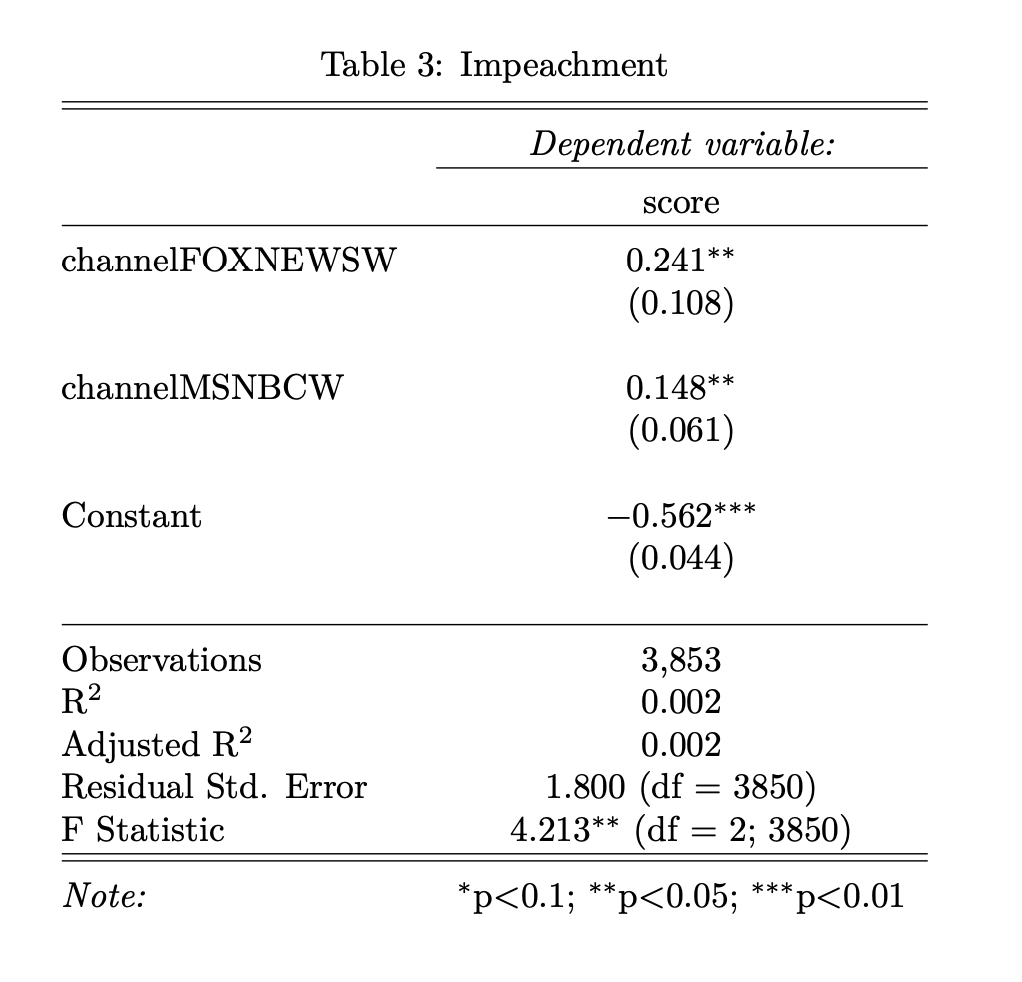 Table 3: Impeachment
Dependent variable:
score
channelFOXNEWSW 0.241**
(0.108)
channelMSNBCW 0.148**
(0.061)
Constant −0.562***
(0.044)
Observations 3,853
R² 0.002
Adjusted R² 0.002
Residual Std. Error 1.800 (df = 3850)
F Statistic 4.213** (df = 2; 3850)
Note: *p<0.1; **p<0.05; ***p<0.01